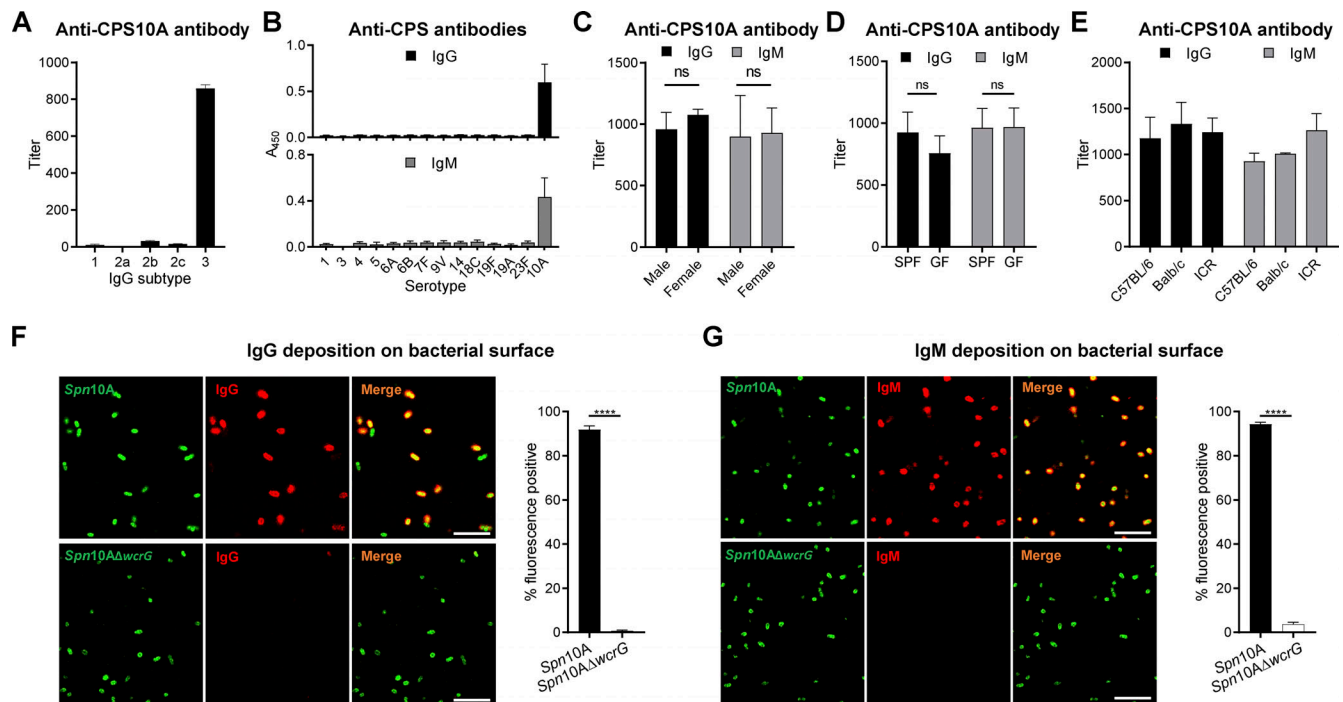 A
Anti-CPS10A antibody
1000
800
600
400
200
0
Titer
1 2a 2b 2c 3
IgG subtype
B
Anti-CPS antibodies
IgG
1.0
0.5
0.0
A450
IgM
0.8
0.4
0.0
1 3 4 5 6A 6B 7F 9V 14 18C 19F 19A 23F 10A
Serotype
C
Anti-CPS10A antibody
IgG IgM
1500
1000
500
0
Titer
ns ns
Male Female Male Female
D
Anti-CPS10A antibody
IgG IgM
1500
1000
500
0
Titer
ns ns
SPF GF SPF GF
E
Anti-CPS10A antibody
IgG IgM
2000
1500
1000
500
0
Titer
C57BL/6 Balb/c ICR C57BL/6 Balb/c ICR
F
IgG deposition on bacterial surface
Spn10A IgG Merge
Spn10AΔwcrG IgG Merge
100
80
60
40
20
0
% fluorescence positive
****
Spn10A
Spn10AΔwcrG
G
IgM deposition on bacterial surface
Spn10A IgM Merge
Spn10AΔwcrG IgM Merge
100
80
60
40
20
0
% fluorescence positive
****
Spn10A
Spn10AΔwcrG